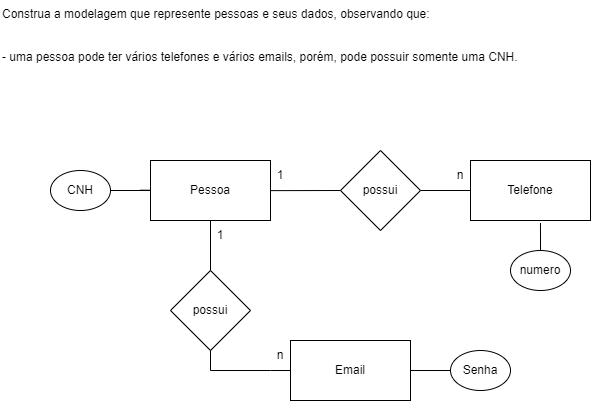 Construa a modelagem que represente pessoas e seus dados, observando que:
- uma pessoa pode ter vários telefones e vários emails, porém, pode possuir somente uma CNH.
CNH
Pessoa
1
possui
n
Telefone
1
numero
possui
n
Email
Senha